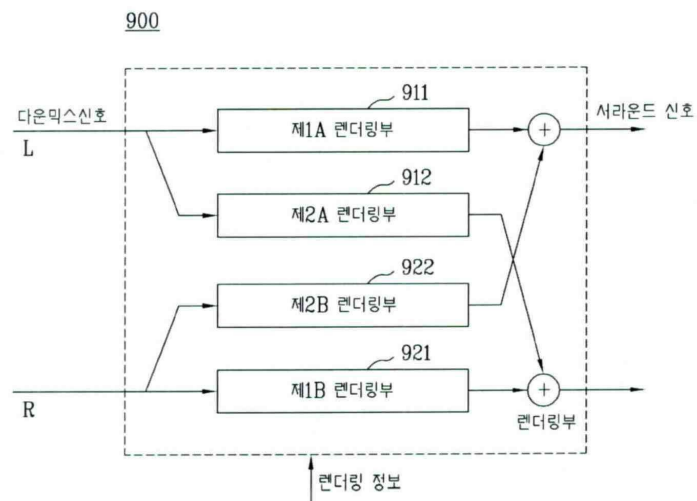 900
911
다운믹스신호
제1A 렌더링부
서라운드 신호
L
912
제2A 렌더링부
922
제2B 렌더링부
921
제1B 렌더링부
R
렌더링부
렌더링 정보